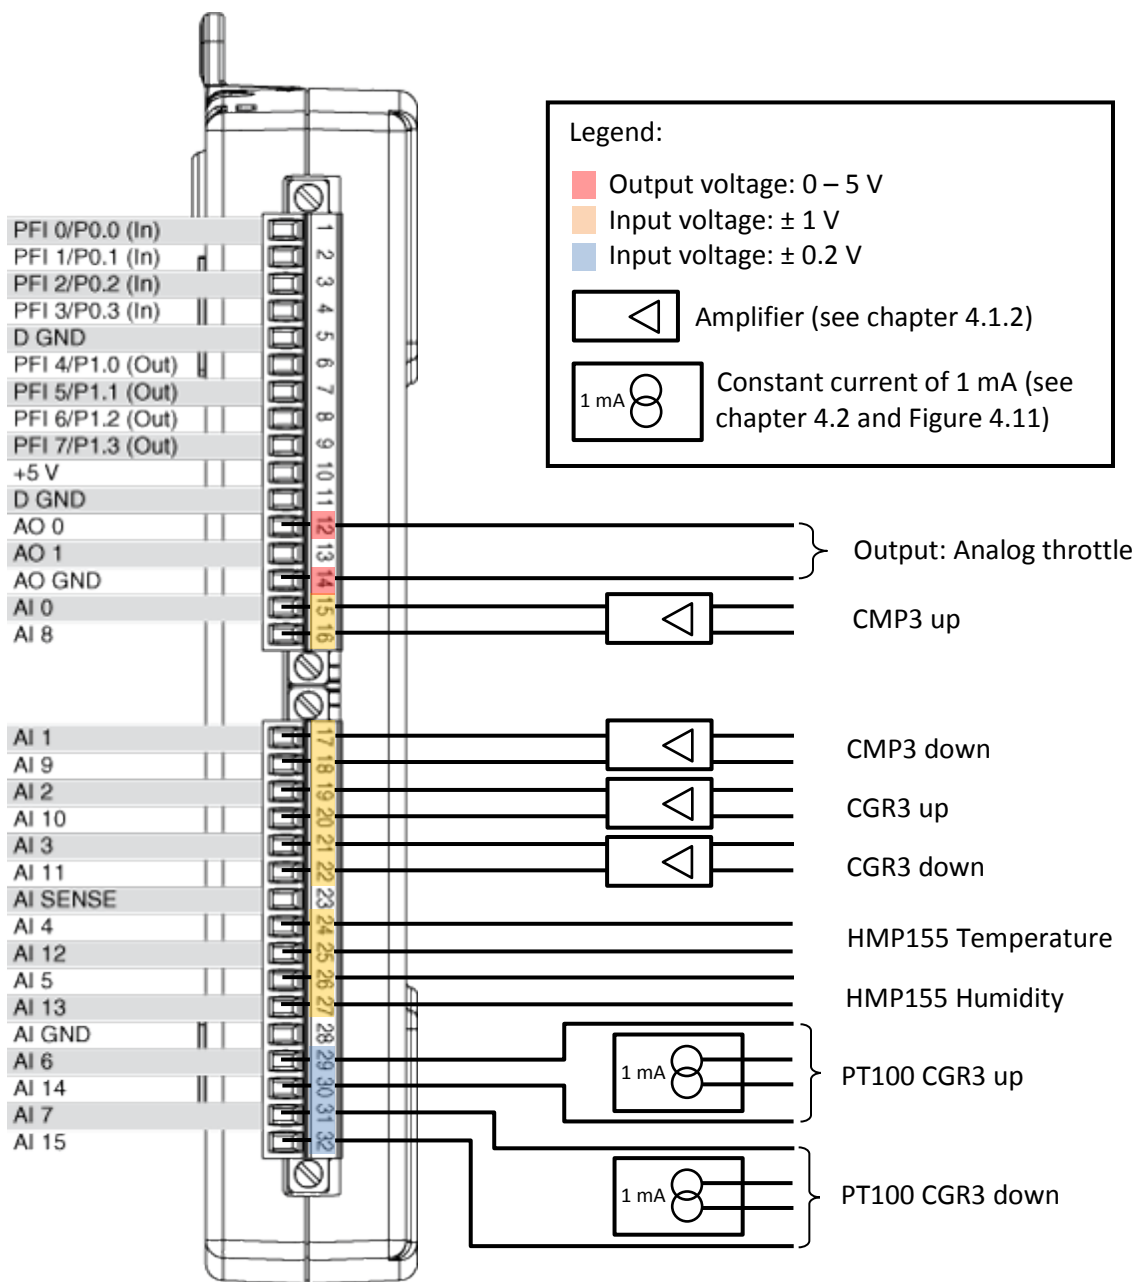 Legend:
Output voltage: 0 – 5 V
Input voltage: ± 1 V
Input voltage: ± 0.2 V
Amplifier (see chapter 4.1.2)
1 mA
Constant current of 1 mA (see
chapter 4.2 and Figure 4.11)
PFI 0/P0.0 (In) 1
PFI 1/P0.1 (In) 2
PFI 2/P0.2 (In) 3
PFI 3/P0.3 (In) 4
D GND 5
PFI 4/P1.0 (Out) 6
PFI 5/P1.1 (Out) 7
PFI 6/P1.2 (Out) 8
PFI 7/P1.3 (Out) 9
+5 V 10
D GND 11
AO 0 12
AO 1 13
Output: Analog throttle
AO GND 14
AI 0 15
CMP3 up
AI 8 16
AI 1 17
CMP3 down
AI 9 18
AI 2 19
CGR3 up
AI 10 20
AI 3 21
CGR3 down
AI 11 22
AI SENSE 23
AI 4 24
HMP155 Temperature
AI 12 25
AI 5 26
HMP155 Humidity
AI 13 27
AI GND 28
AI 6 29
1 mA
PT100 CGR3 up
AI 14 30
AI 7 31
AI 15 32
1 mA
PT100 CGR3 down